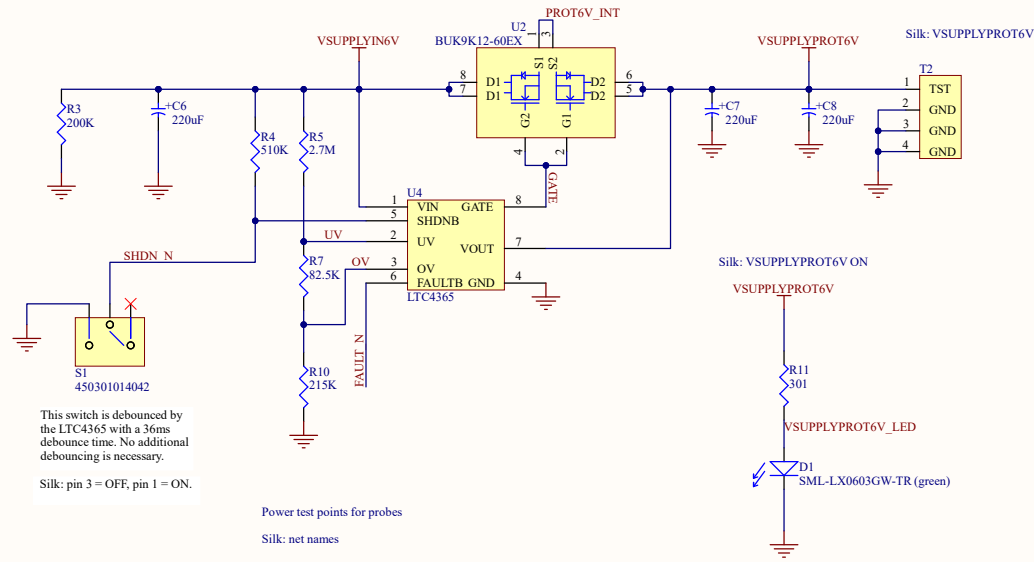 PROT6V_INT
U2
BUK9K12-60EX
VSUPPLYIN6V
VSUPPLYPROT6V
Silk: VSUPPLYPROT6V
1
3
S1
S2
8
7
D1
D1
D2
D2
6
5
G2
G1
4
2
GATE
T2
1
TST
2
GND
3
GND
4
GND
R3
200K
+C6
220uF
R4
510K
R5
2.7M
+C7
220uF
+C8
220uF
U4
1
VIN
GATE
8
5
SHDNB
2
UV
VOUT
7
3
OV
6
FAULTB
GND
4
LTC4365
UV
OV
SHDN_N
R7
82.5K
R10
215K
FAULT_N
S1
450301014042
This switch is debounced by
the LTC4365 with a 36ms
debounce time. No additional
debouncing is necessary.
Silk: pin 3 = OFF, pin 1 = ON.
Power test points for probes
Silk: net names
Silk: VSUPPLYPROT6V ON
VSUPPLYPROT6V
R11
301
VSUPPLYPROT6V_LED
D1
SML-LX0603GW-TR (green)